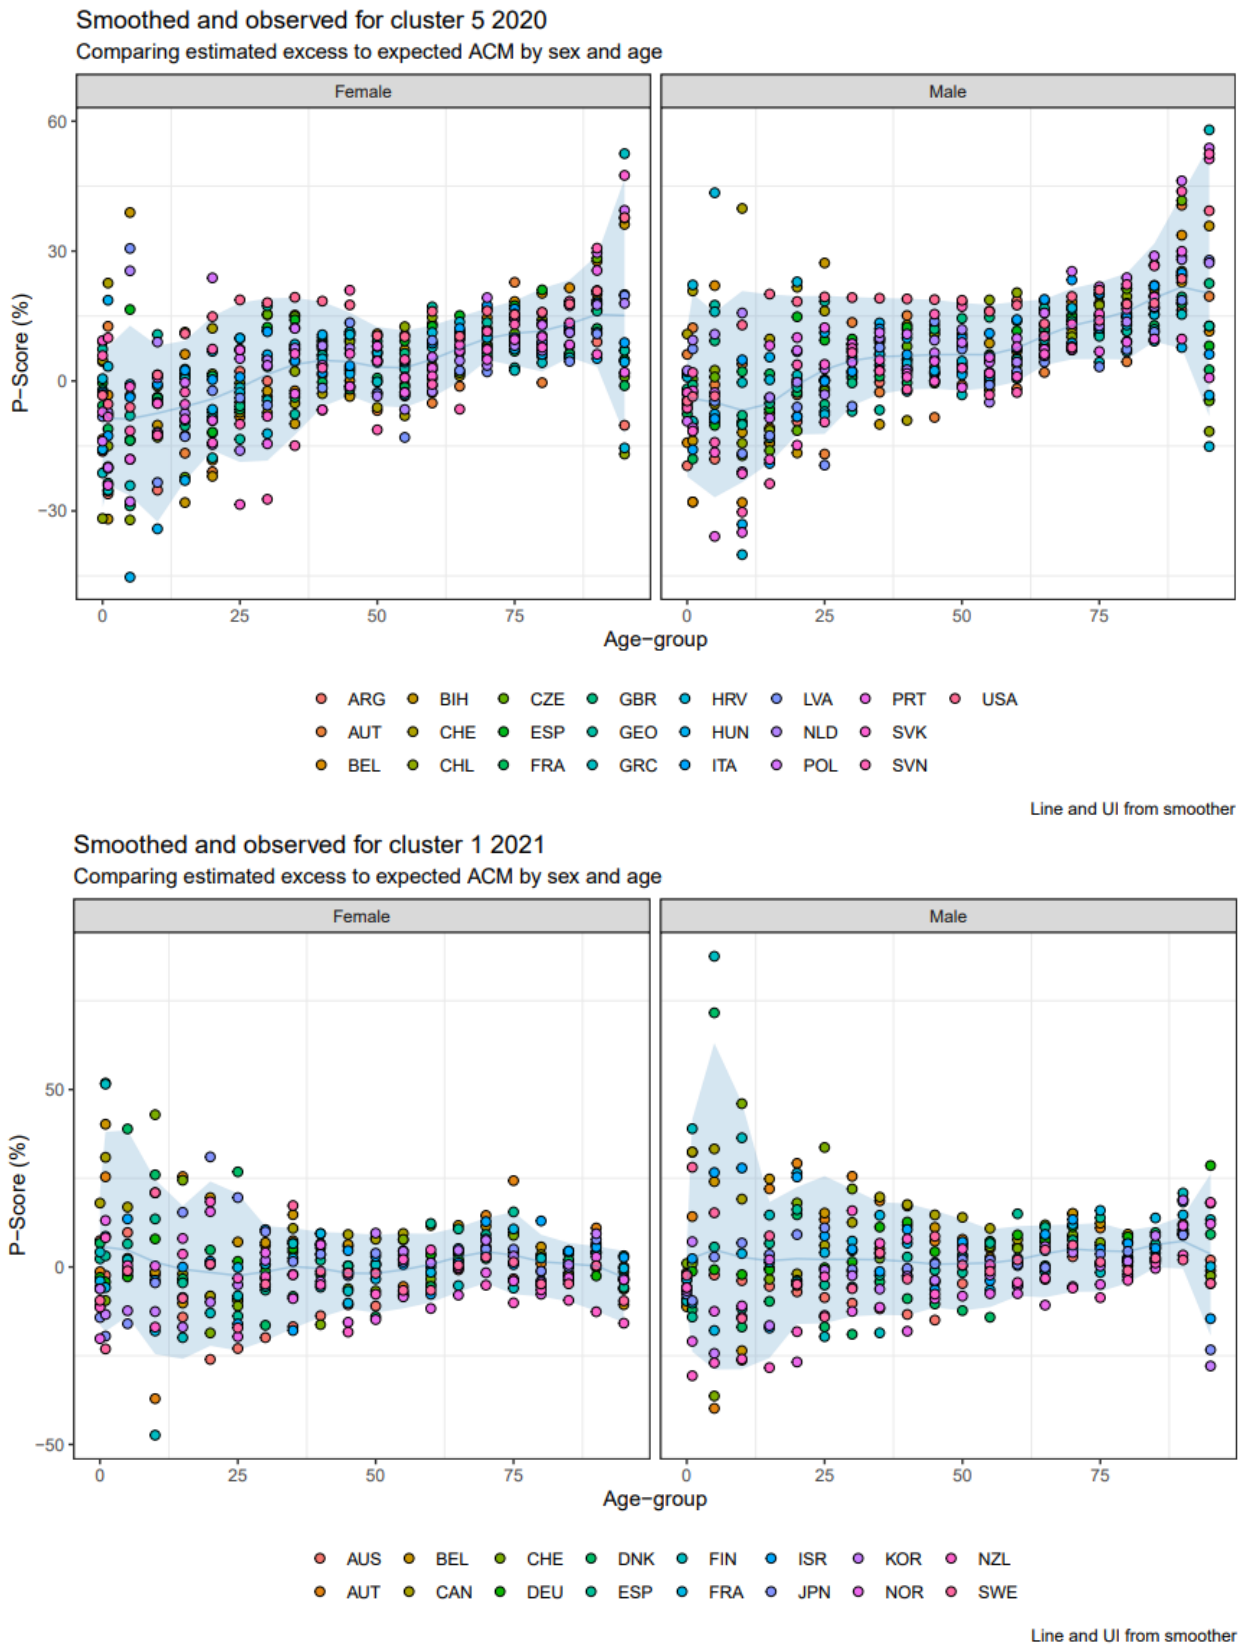 Smoothed and observed for cluster 5 2020
Comparing estimated excess to expected ACM by sex and age
Female Male
60
30
0
−30
P−Score (%)
0 25 50 75 0 25 50 75
Age−group
ARG BIH CZE GBR HRV LVA PRT USA
AUT CHE ESP GEO HUN NLD SVK
BEL CHL FRA GRC ITA POL SVN
Line and UI from smoother
Smoothed and observed for cluster 1 2021
Comparing estimated excess to expected ACM by sex and age
Female Male
50
0
−50
P−Score (%)
0 25 50 75 0 25 50 75
Age−group
AUS BEL CHE DNK FIN ISR KOR NZL
AUT CAN DEU ESP FRA JPN NOR SWE
Line and UI from smoother